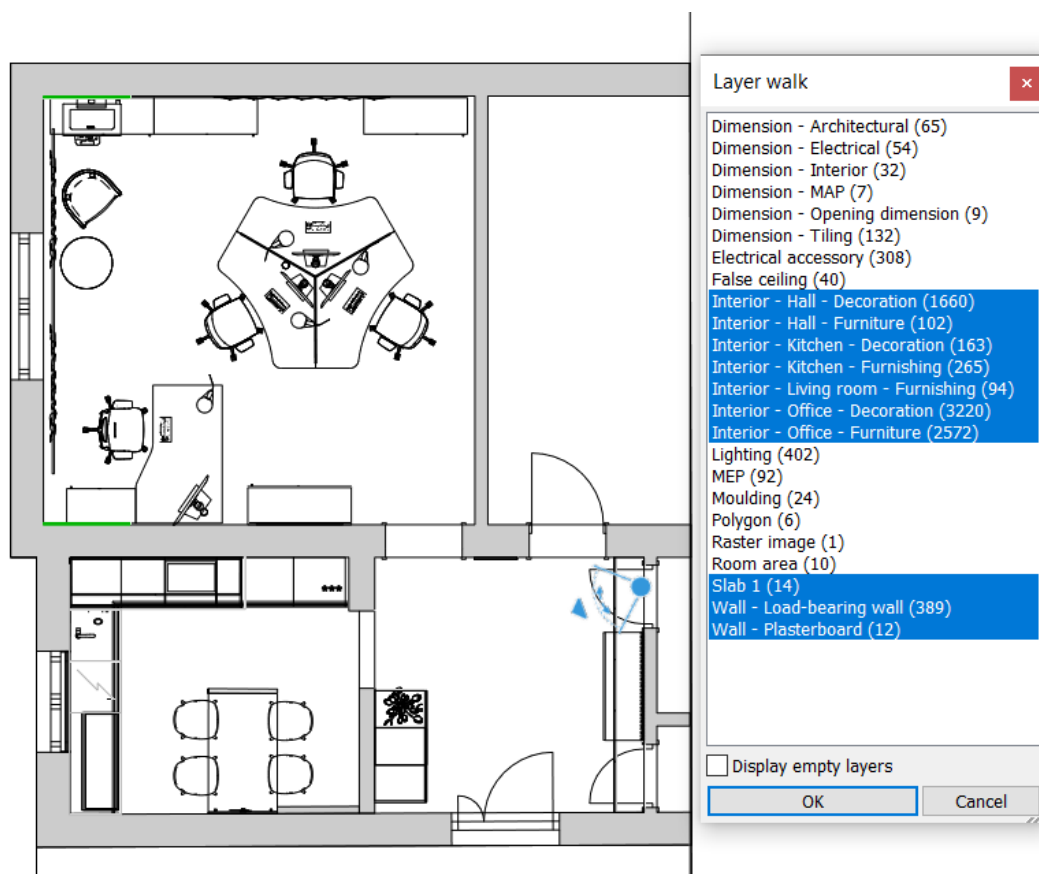 Layer walk
Dimension - Architectural (65)
Dimension - Electrical (54)
Dimension - Interior (32)
Dimension - MAP (7)
Dimension - Opening dimension (9)
Dimension - Tiling (132)
Electrical accessory (308)
False ceiling (40)
Interior - Hall - Decoration (1660)
Interior - Hall - Furniture (102)
Interior - Kitchen - Decoration (163)
Interior - Kitchen - Furnishing (265)
Interior - Living room - Furnishing (94)
Interior - Office - Decoration (3220)
Interior - Office - Furniture (2572)
Lighting (402)
MEP (92)
Moulding (24)
Polygon (6)
Raster image (1)
Room area (10)
Slab 1 (14)
Wall - Load-bearing wall (389)
Wall - Plasterboard (12)
Display empty layers
OK
Cancel